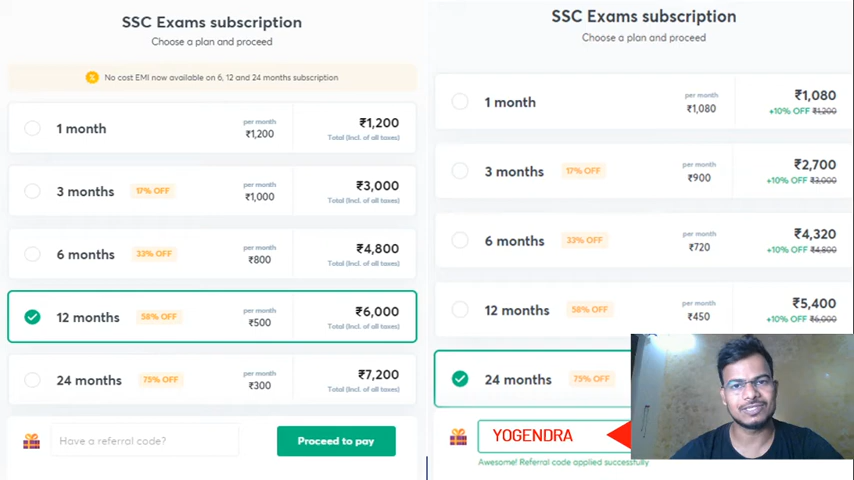 SSC Exams subscription
Choose a plan and proceed
No cost EMI now available on 6, 12 and 24 months subscription
1 month
per month
₹1,200
₹1,200
Total (Incl. of all taxes)
3 months
17% OFF
per month
₹1,000
₹3,000
Total (Incl. of all taxes)
6 months
33% OFF
per month
₹800
₹4,800
Total (Incl. of all taxes)
12 months
58% OFF
per month
₹500
₹6,000
Total (Incl. of all taxes)
24 months
75% OFF
per month
₹300
₹7,200
Total (Incl. of all taxes)
Have a referral code?
Proceed to pay
SSC Exams subscription
Choose a plan and proceed
1 month
per month
₹1,080
₹1,080
+10% OFF ₹1,200
3 months
17% OFF
per month
₹900
₹2,700
+10% OFF ₹3,000
6 months
33% OFF
per month
₹720
₹4,320
+10% OFF ₹4,800
12 months
58% OFF
per month
₹450
₹5,400
+10% OFF ₹6,000
24 months
75% OFF
YOGENDRA
Awesome! Referral code applied successfully